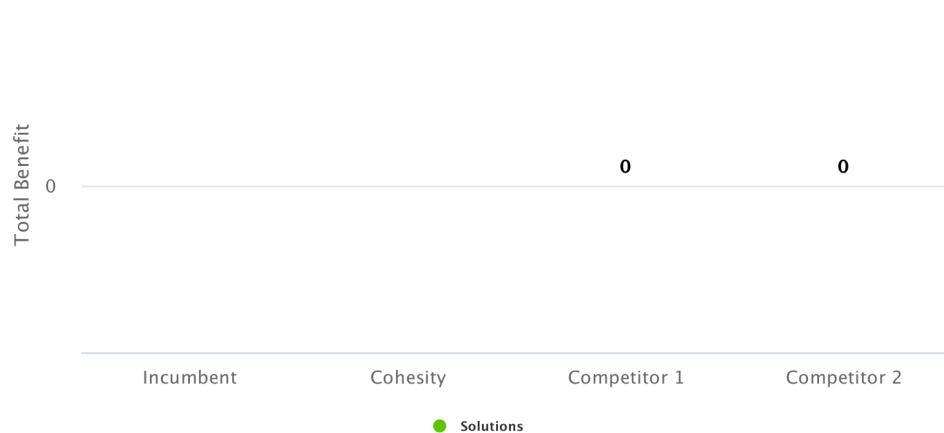 Total Benefit
0
0
0
Incumbent
Cohesity
Competitor 1
Competitor 2
Solutions